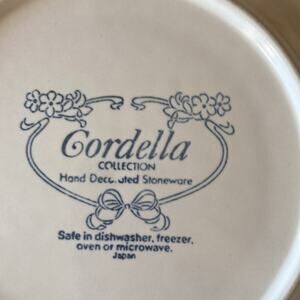 Cordella
COLLECTION
Hand Decorated Stoneware
Safe in dishwasher, freezer,
oven or microwave.
Japan